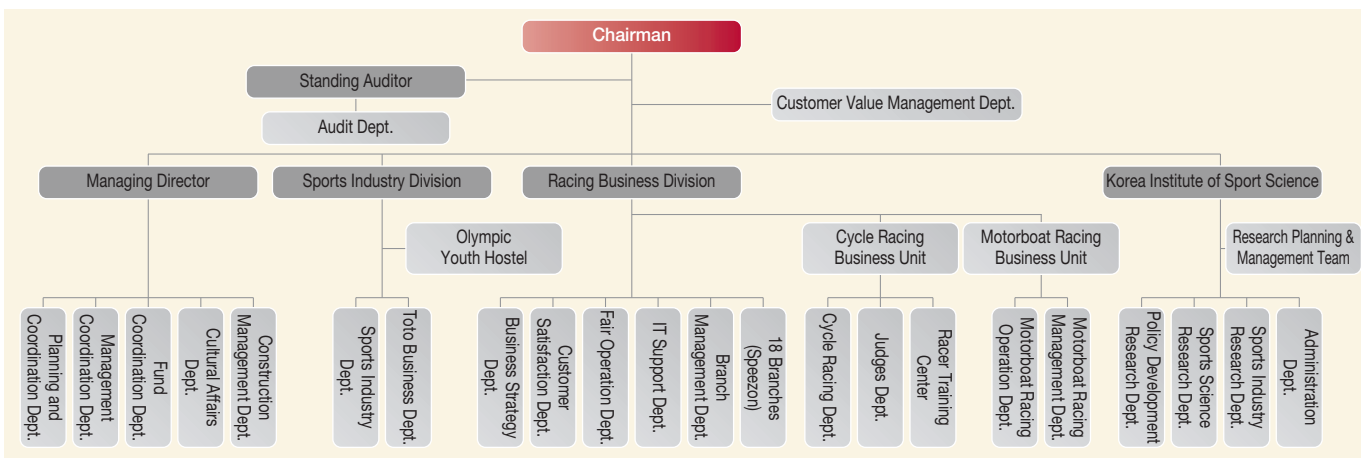 Chairman
Standing Auditor
Customer Value Management Dept.
Audit Dept.
Managing Director
Sports Industry Division
Racing Business Division
Korea Institute of Sport Science
Olympic
Youth Hostel
Cycle Racing
Business Unit
Motorboat Racing
Business Unit
Research Planning &
Management Team
Planning and
Coordination Dept.
Management
Coordination Dept.
Fund
Coordination Dept.
Cultural Affairs
Dept.
Construction
Management Dept.
Sports Industry
Dept.
Toto Business Dept.
Business Strategy
Dept.
Customer
Satisfaction Dept.
Fair Operation Dept.
IT Support Dept.
Branch
Management Dept.
18 Branches
(Speezon)
Cycle Racing Dept.
Judges Dept.
Racer Training
Center
Motorboat Racing
Operation Dept.
Motorboat Racing
Management Dept.
Policy Development
Research Dept.
Sports Science
Research Dept.
Sports Industry
Research Dept.
Administration
Dept.